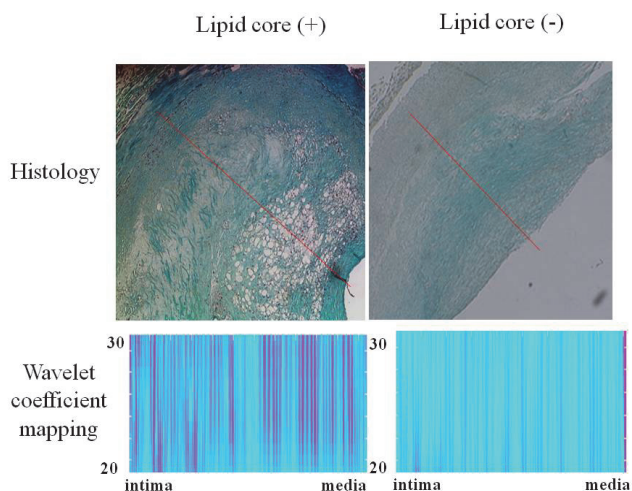 Lipid core (+)
Lipid core (-)
Histology
Wavelet
coefficient
mapping
30
20
30
20
intima
media
intima
media